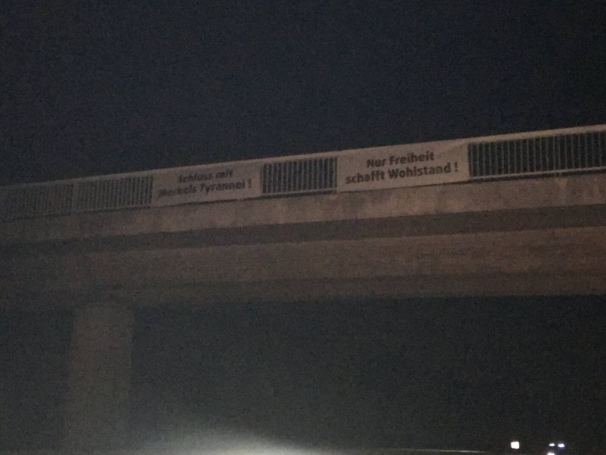 Schluss mit
Merkels Tyrannei !
Nur Freiheit
schafft Wohlstand !